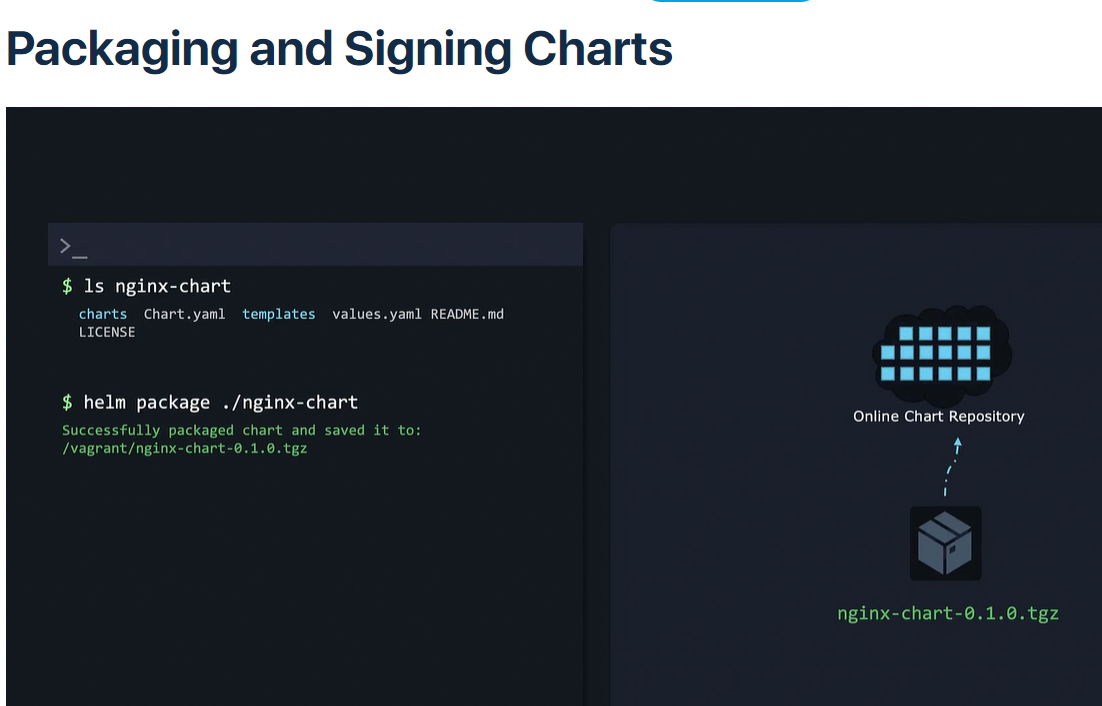 Packaging and Signing Charts
>_
$ ls nginx-chart
charts Chart.yaml templates values.yaml README.md
LICENSE
$ helm package ./nginx-chart
Successfully packaged chart and saved it to:
/vagrant/nginx-chart-0.1.0.tgz
Online Chart Repository
nginx-chart-0.1.0.tgz